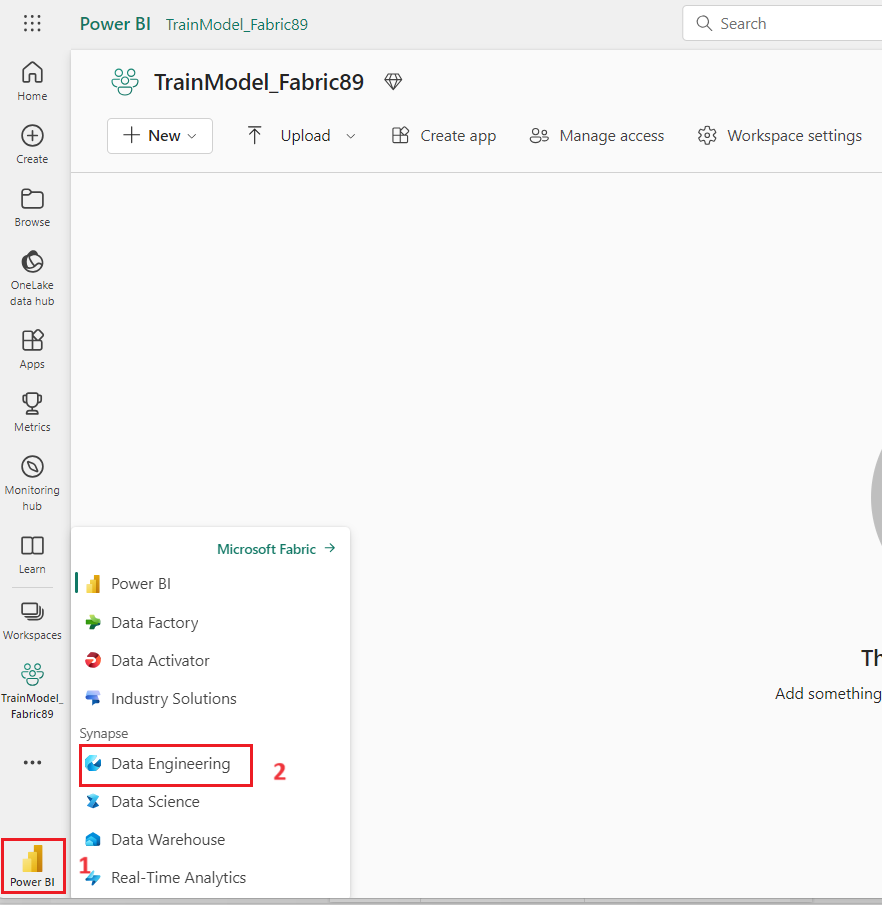 Power BI TrainModel_Fabric89
Search
Home
Create
Browse
OneLake
data hub
Apps
Metrics
Monitoring
hub
Learn
Workspaces
TrainModel_
Fabric89
Power BI
TrainModel_Fabric89
New Upload Create app Manage access Workspace settings
Th
Add something
Microsoft Fabric
Power BI
Data Factory
Data Activator
Industry Solutions
Synapse
Data Engineering 2
Data Science
Data Warehouse
1
Real-Time Analytics